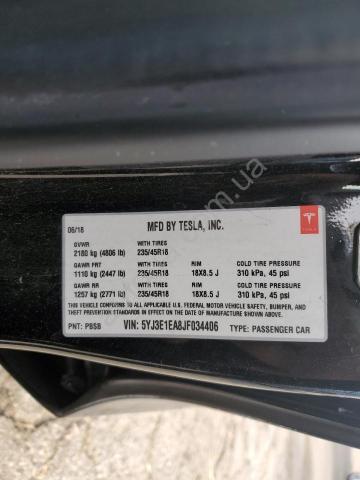 06/18 MFD BY TESLA, INC.
GVWR WITH TIRES
2180 kg (4806 lb) 235/45R18
GAWR FRT WITH TIRES RIM COLD TIRE PRESSURE
1110 kg (2447 lb) 235/45R18 18X8.5 J 310 kPa, 45 psi
GAWR RR WITH TIRES RIM COLD TIRE PRESSURE
1257 kg (2771 lb) 235/45R18 18X8.5 J 310 kPa, 45 psi
THIS VEHICLE CONFORMS TO ALL APPLICABLE U.S. FEDERAL MOTOR VEHICLE SAFETY, BUMPER, AND
THEFT PREVENTION STANDARDS IN EFFECT ON THE DATE OF MANUFACTURE SHOWN ABOVE.
PNT: PBSB VIN: 5YJ3E1EA8JF034406 TYPE: PASSENGER CAR
TESLA